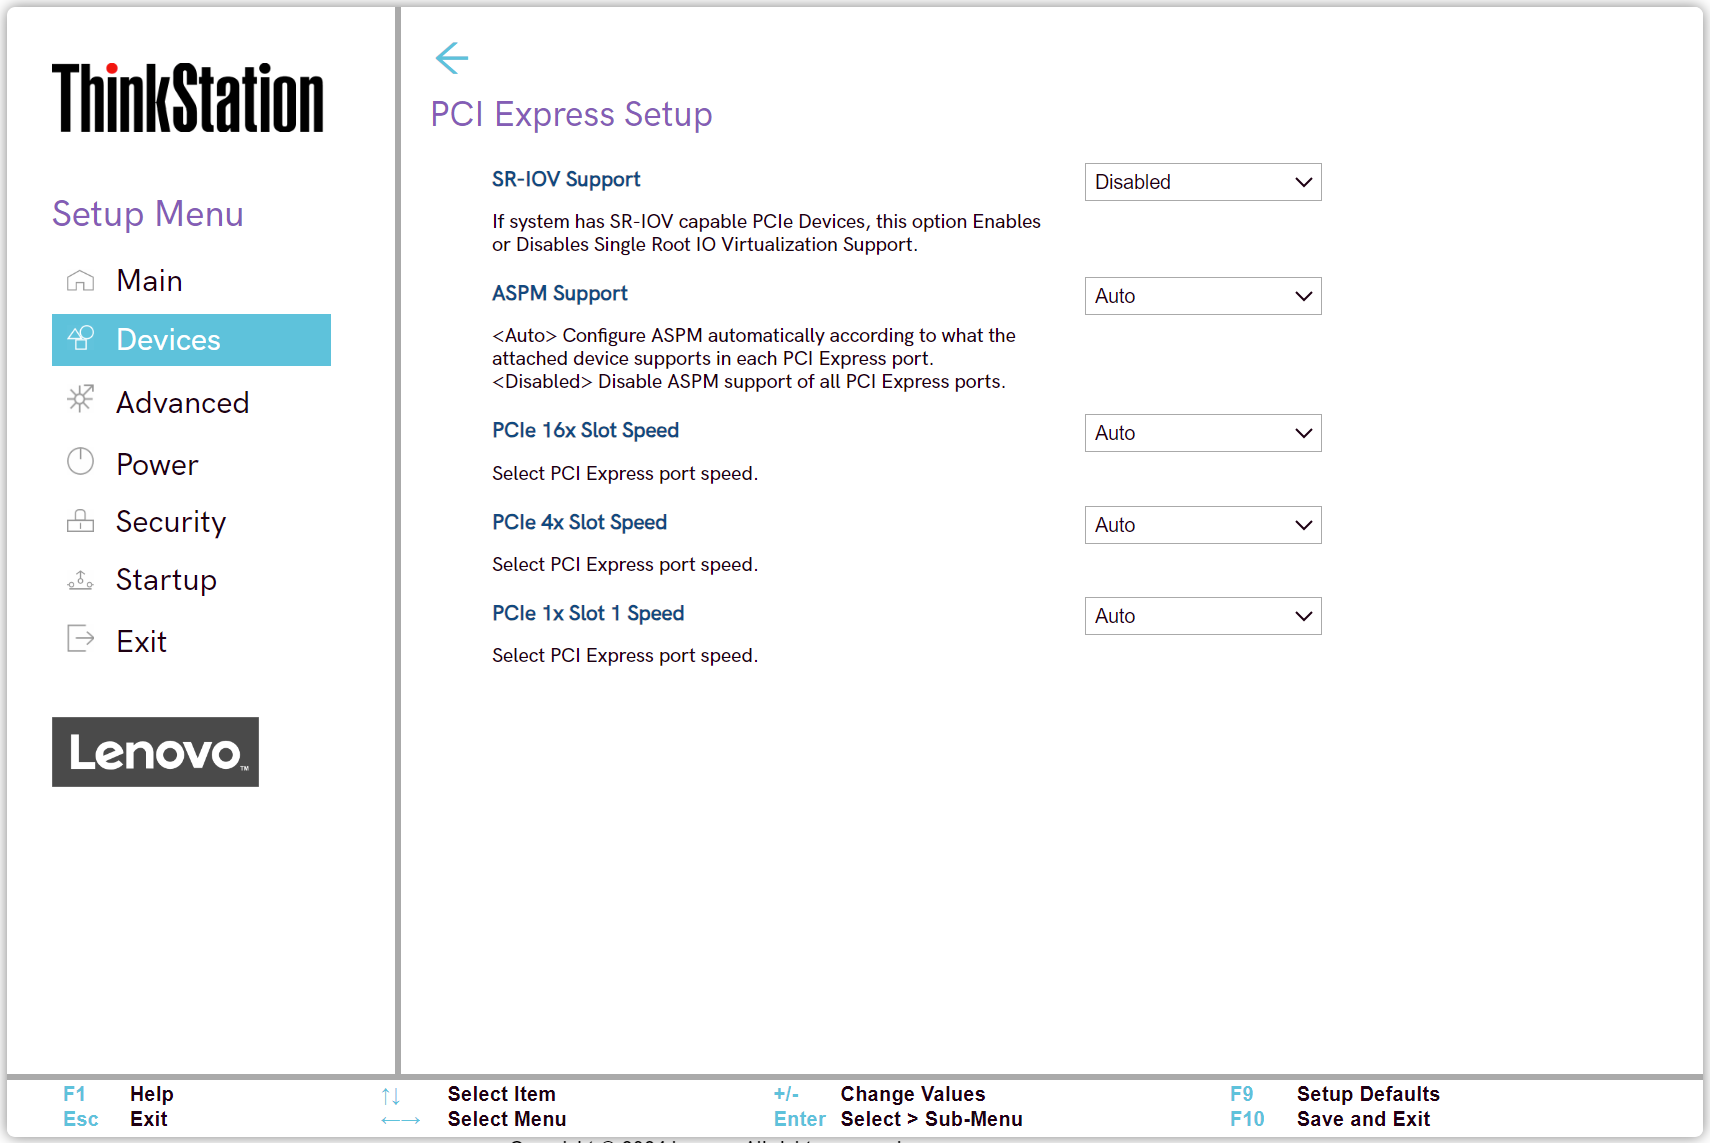 ThinkStation
Setup Menu
Main
Devices
Advanced
Power
Security
Startup
Exit
Lenovo™
PCI Express Setup
SR-IOV Support
Disabled
If system has SR-IOV capable PCIe Devices, this option Enables
or Disables Single Root IO Virtualization Support.
ASPM Support
Auto
<Auto> Configure ASPM automatically according to what the
attached device supports in each PCI Express port.
<Disabled> Disable ASPM support of all PCI Express ports.
PCIe 16x Slot Speed
Auto
Select PCI Express port speed.
PCIe 4x Slot Speed
Auto
Select PCI Express port speed.
PCIe 1x Slot 1 Speed
Auto
Select PCI Express port speed.
F1 Help ↑↓ Select Item +/- Change Values F9 Setup Defaults
Esc Exit ←→ Select Menu Enter Select > Sub-Menu F10 Save and Exit